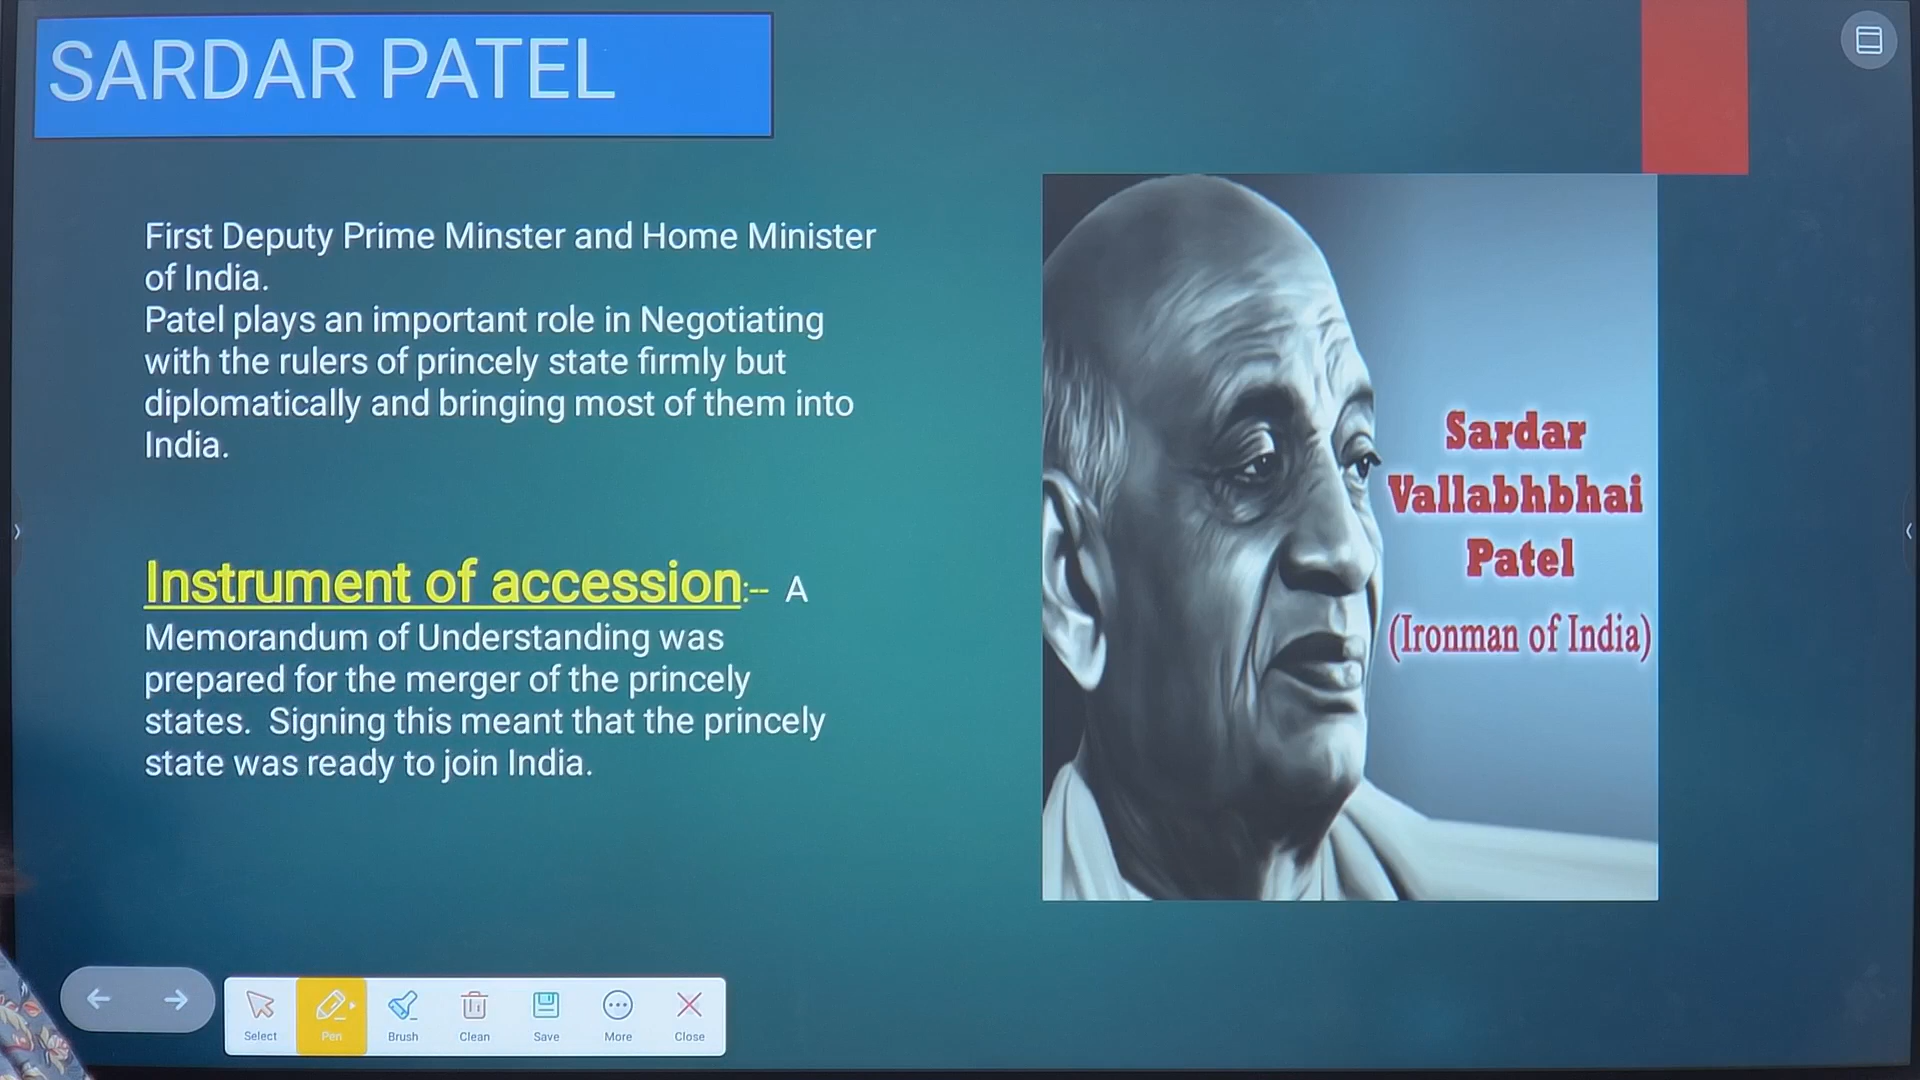 SARDAR PATEL
First Deputy Prime Minster and Home Minister
of India.
Patel plays an important role in Negotiating
with the rulers of princely state firmly but
diplomatically and bringing most of them into
India.
Instrument of accession:-- A
Memorandum of Understanding was
prepared for the merger of the princely
states. Signing this meant that the princely
state was ready to join India.
Sardar
Vallabhbhai
Patel
(Ironman of India)
Select Pen Brush Clean Save More Close